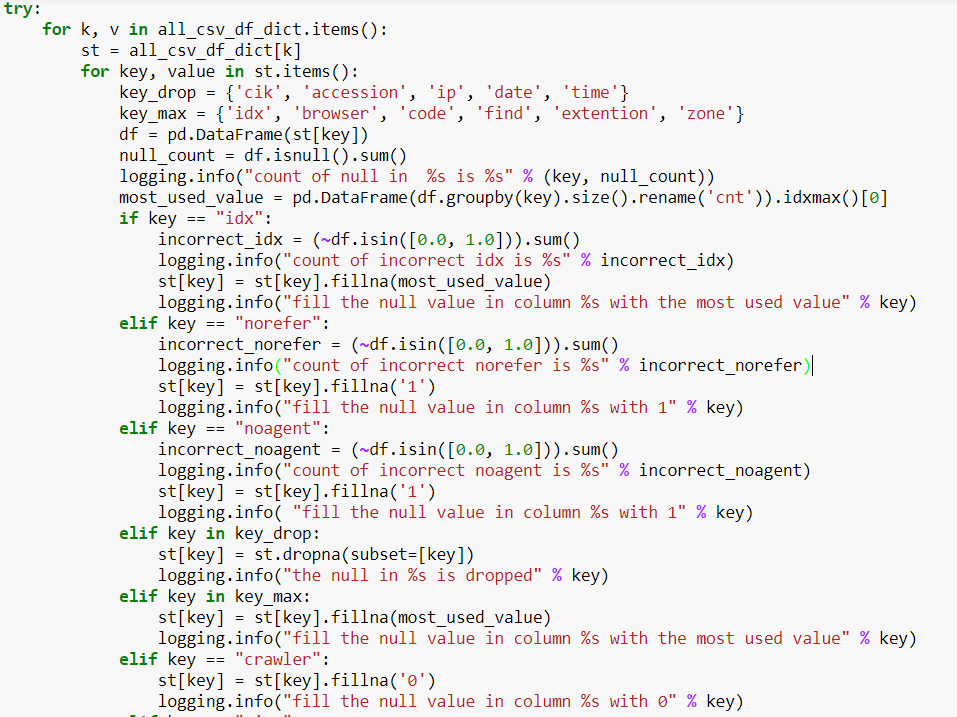 try:
    for k, v in all_csv_df_dict.items():
        st = all_csv_df_dict[k]
        for key, value in st.items():
            key_drop = {'cik', 'accession', 'ip', 'date', 'time'}
            key_max = {'idx', 'browser', 'code', 'find', 'extention', 'zone'}
            df = pd.DataFrame(st[key])
            null_count = df.isnull().sum()
            logging.info("count of null in  %s is %s" % (key, null_count))
            most_used_value = pd.DataFrame(df.groupby(key).size().rename('cnt')).idxmax()[0]
            if key == "idx":
                incorrect_idx = (~df.isin([0.0, 1.0])).sum()
                logging.info("count of incorrect idx is %s" % incorrect_idx)
                st[key] = st[key].fillna(most_used_value)
                logging.info("fill the null value in column %s with the most used value" % key)
            elif key == "norefer":
                incorrect_norefer = (~df.isin([0.0, 1.0])).sum()
                logging.info("count of incorrect norefer is %s" % incorrect_norefer)
                st[key] = st[key].fillna('1')
                logging.info("fill the null value in column %s with 1" % key)
            elif key == "noagent":
                incorrect_noagent = (~df.isin([0.0, 1.0])).sum()
                logging.info("count of incorrect noagent is %s" % incorrect_noagent)
                st[key] = st[key].fillna('1')
                logging.info( "fill the null value in column %s with 1" % key)
            elif key in key_drop:
                st[key] = st.dropna(subset=[key])
                logging.info("the null in %s is dropped" % key)
            elif key in key_max:
                st[key] = st[key].fillna(most_used_value)
                logging.info("fill the null value in column %s with the most used value" % key)
            elif key == "crawler":
                st[key] = st[key].fillna('0')
                logging.info("fill the null value in column %s with 0" % key)